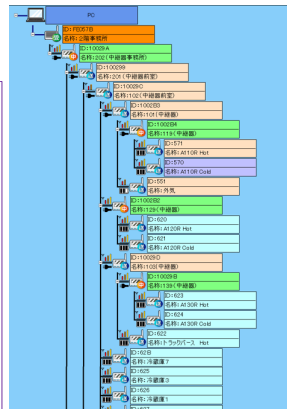 PC
ID:FE057B
名称:2階事務所
ID:10029A
名称:202(中継器事務所)
ID:100299
名称:201(中継器前室)
ID:10029C
名称:102(中継器前室)
ID:1002B3
名称:101(中継器)
ID:1002B4
名称:119(中継器)
ID:571
名称:A110R Hot
ID:570
名称:A110R Cold
ID:551
名称:外気
ID:1002B2
名称:129(中継器)
ID:620
名称:A120R Hot
ID:621
名称:A120R Cold
ID:10029D
名称:103(中継器)
ID:10029B
名称:139(中継器)
ID:623
名称:A130R Hot
ID:624
名称:A130R Cold
ID:622
名称:トラックバース Hot
ID:62B
名称:冷蔵庫7
ID:625
名称:冷蔵庫3
ID:626
名称:冷蔵庫1
ID:627